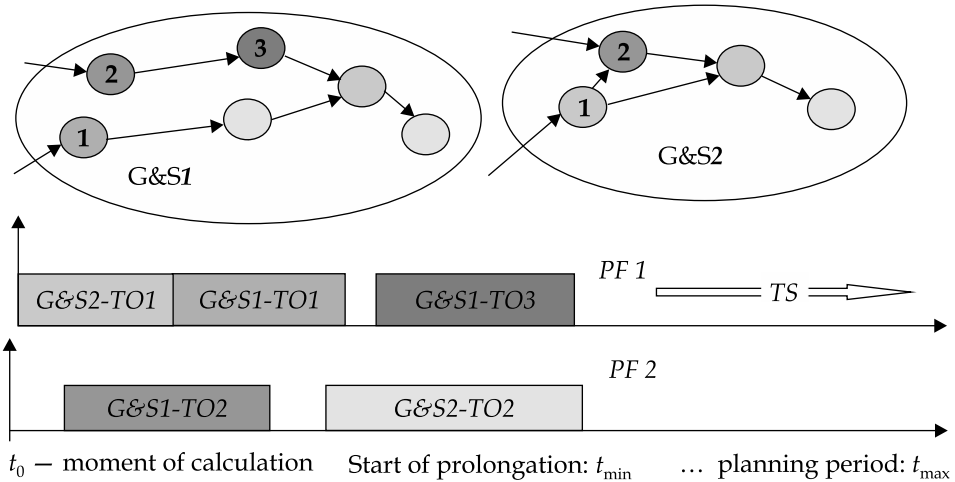 3
2
2
1
1
G&S1
G&S2
PF 1
G&S2-TO1 G&S1-TO1 G&S1-TO3
TS
PF 2
G&S1-TO2 G&S2-TO2
t₀ — moment of calculation Start of prolongation: tmin … planning period: tmax